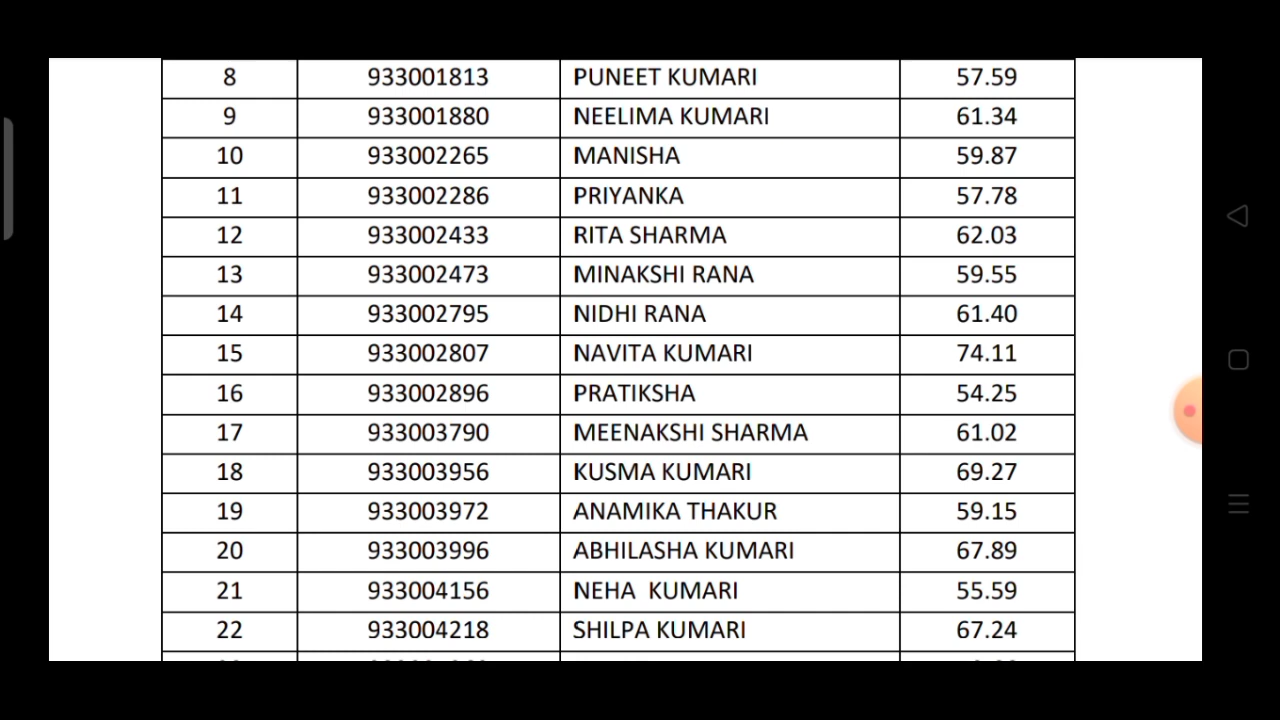 8 933001813 PUNEET KUMARI 57.59
9 933001880 NEELIMA KUMARI 61.34
10 933002265 MANISHA 59.87
11 933002286 PRIYANKA 57.78
12 933002433 RITA SHARMA 62.03
13 933002473 MINAKSHI RANA 59.55
14 933002795 NIDHI RANA 61.40
15 933002807 NAVITA KUMARI 74.11
16 933002896 PRATIKSHA 54.25
17 933003790 MEENAKSHI SHARMA 61.02
18 933003956 KUSMA KUMARI 69.27
19 933003972 ANAMIKA THAKUR 59.15
20 933003996 ABHILASHA KUMARI 67.89
21 933004156 NEHA  KUMARI 55.59
22 933004218 SHILPA KUMARI 67.24